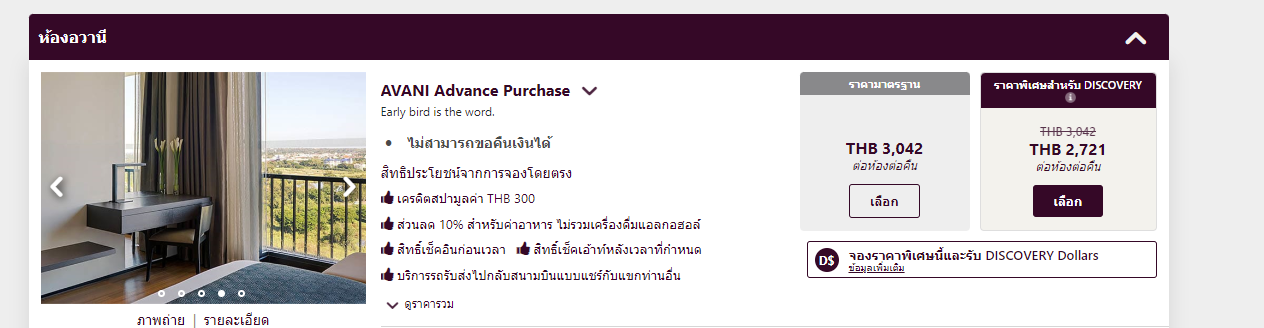 ห้องอวานี
AVANI Advance Purchase
Early bird is the word.
ไม่สามารถขอคืนเงินได้
สิทธิประโยชน์จากการจองโดยตรง
เครดิตสปามูลค่า THB 300
ส่วนลด 10% สำหรับค่าอาหาร ไม่รวมเครื่องดื่มแอลกอฮอล์
สิทธิ์เช็คอินก่อนเวลา สิทธิ์เช็คเอ้าท์หลังเวลาที่กำหนด
บริการรถรับส่งไปกลับสนามบินแบบแชร์กับแขกท่านอื่น
ดูราคารวม
ภาพถ่าย | รายละเอียด
ราคามาตรฐาน
THB 3,042
ต่อห้องต่อคืน
เลือก
ราคาพิเศษสำหรับ DISCOVERY
THB 3,042
THB 2,721
ต่อห้องต่อคืน
เลือก
D$ จองราคาพิเศษนี้และรับ DISCOVERY Dollars
ข้อมูลเพิ่มเติม